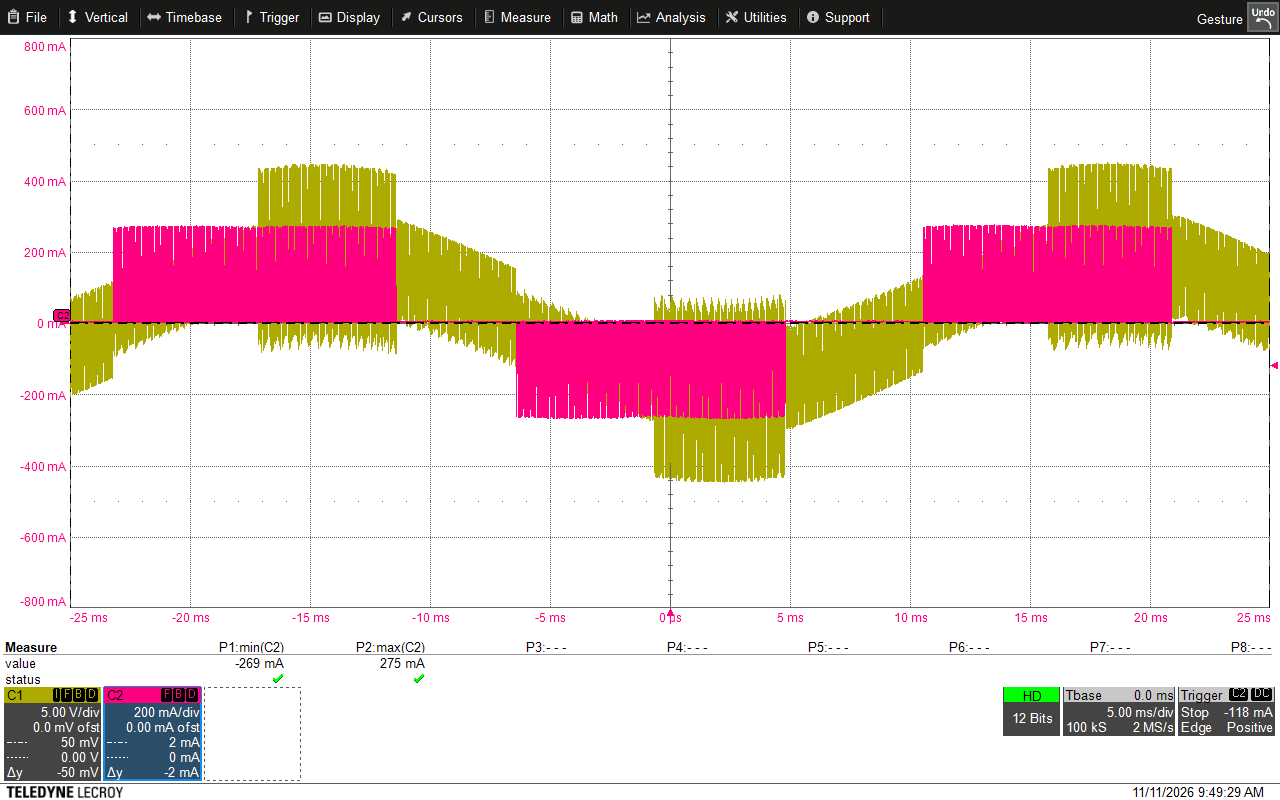 File Vertical Timebase Trigger Display Cursors Measure Math Analysis Utilities Support Gesture Undo
800 mA
600 mA
400 mA
200 mA
C2
0 mA
-200 mA
-400 mA
-600 mA
-800 mA
-25 ms -20 ms -15 ms -10 ms -5 ms 0 µs 5 ms 10 ms 15 ms 20 ms 25 ms
Measure P1:min(C2) P2:max(C2) P3:- - - P4:- - - P5:- - - P6:- - - P7:- - - P8:- - -
value -269 mA 275 mA
status
C1 I F B D C2 F B D HD Tbase 0.0 ms Trigger C2 DC
5.00 V/div 200 mA/div 12 Bits 5.00 ms/div Stop -118 mA
0.0 mV ofst 0.00 mA ofst 100 kS 2 MS/s Edge Positive
50 mV 2 mA
0.00 V 0 mA
Δy -50 mV Δy -2 mA
TELEDYNE LECROY 11/11/2026 9:49:29 AM